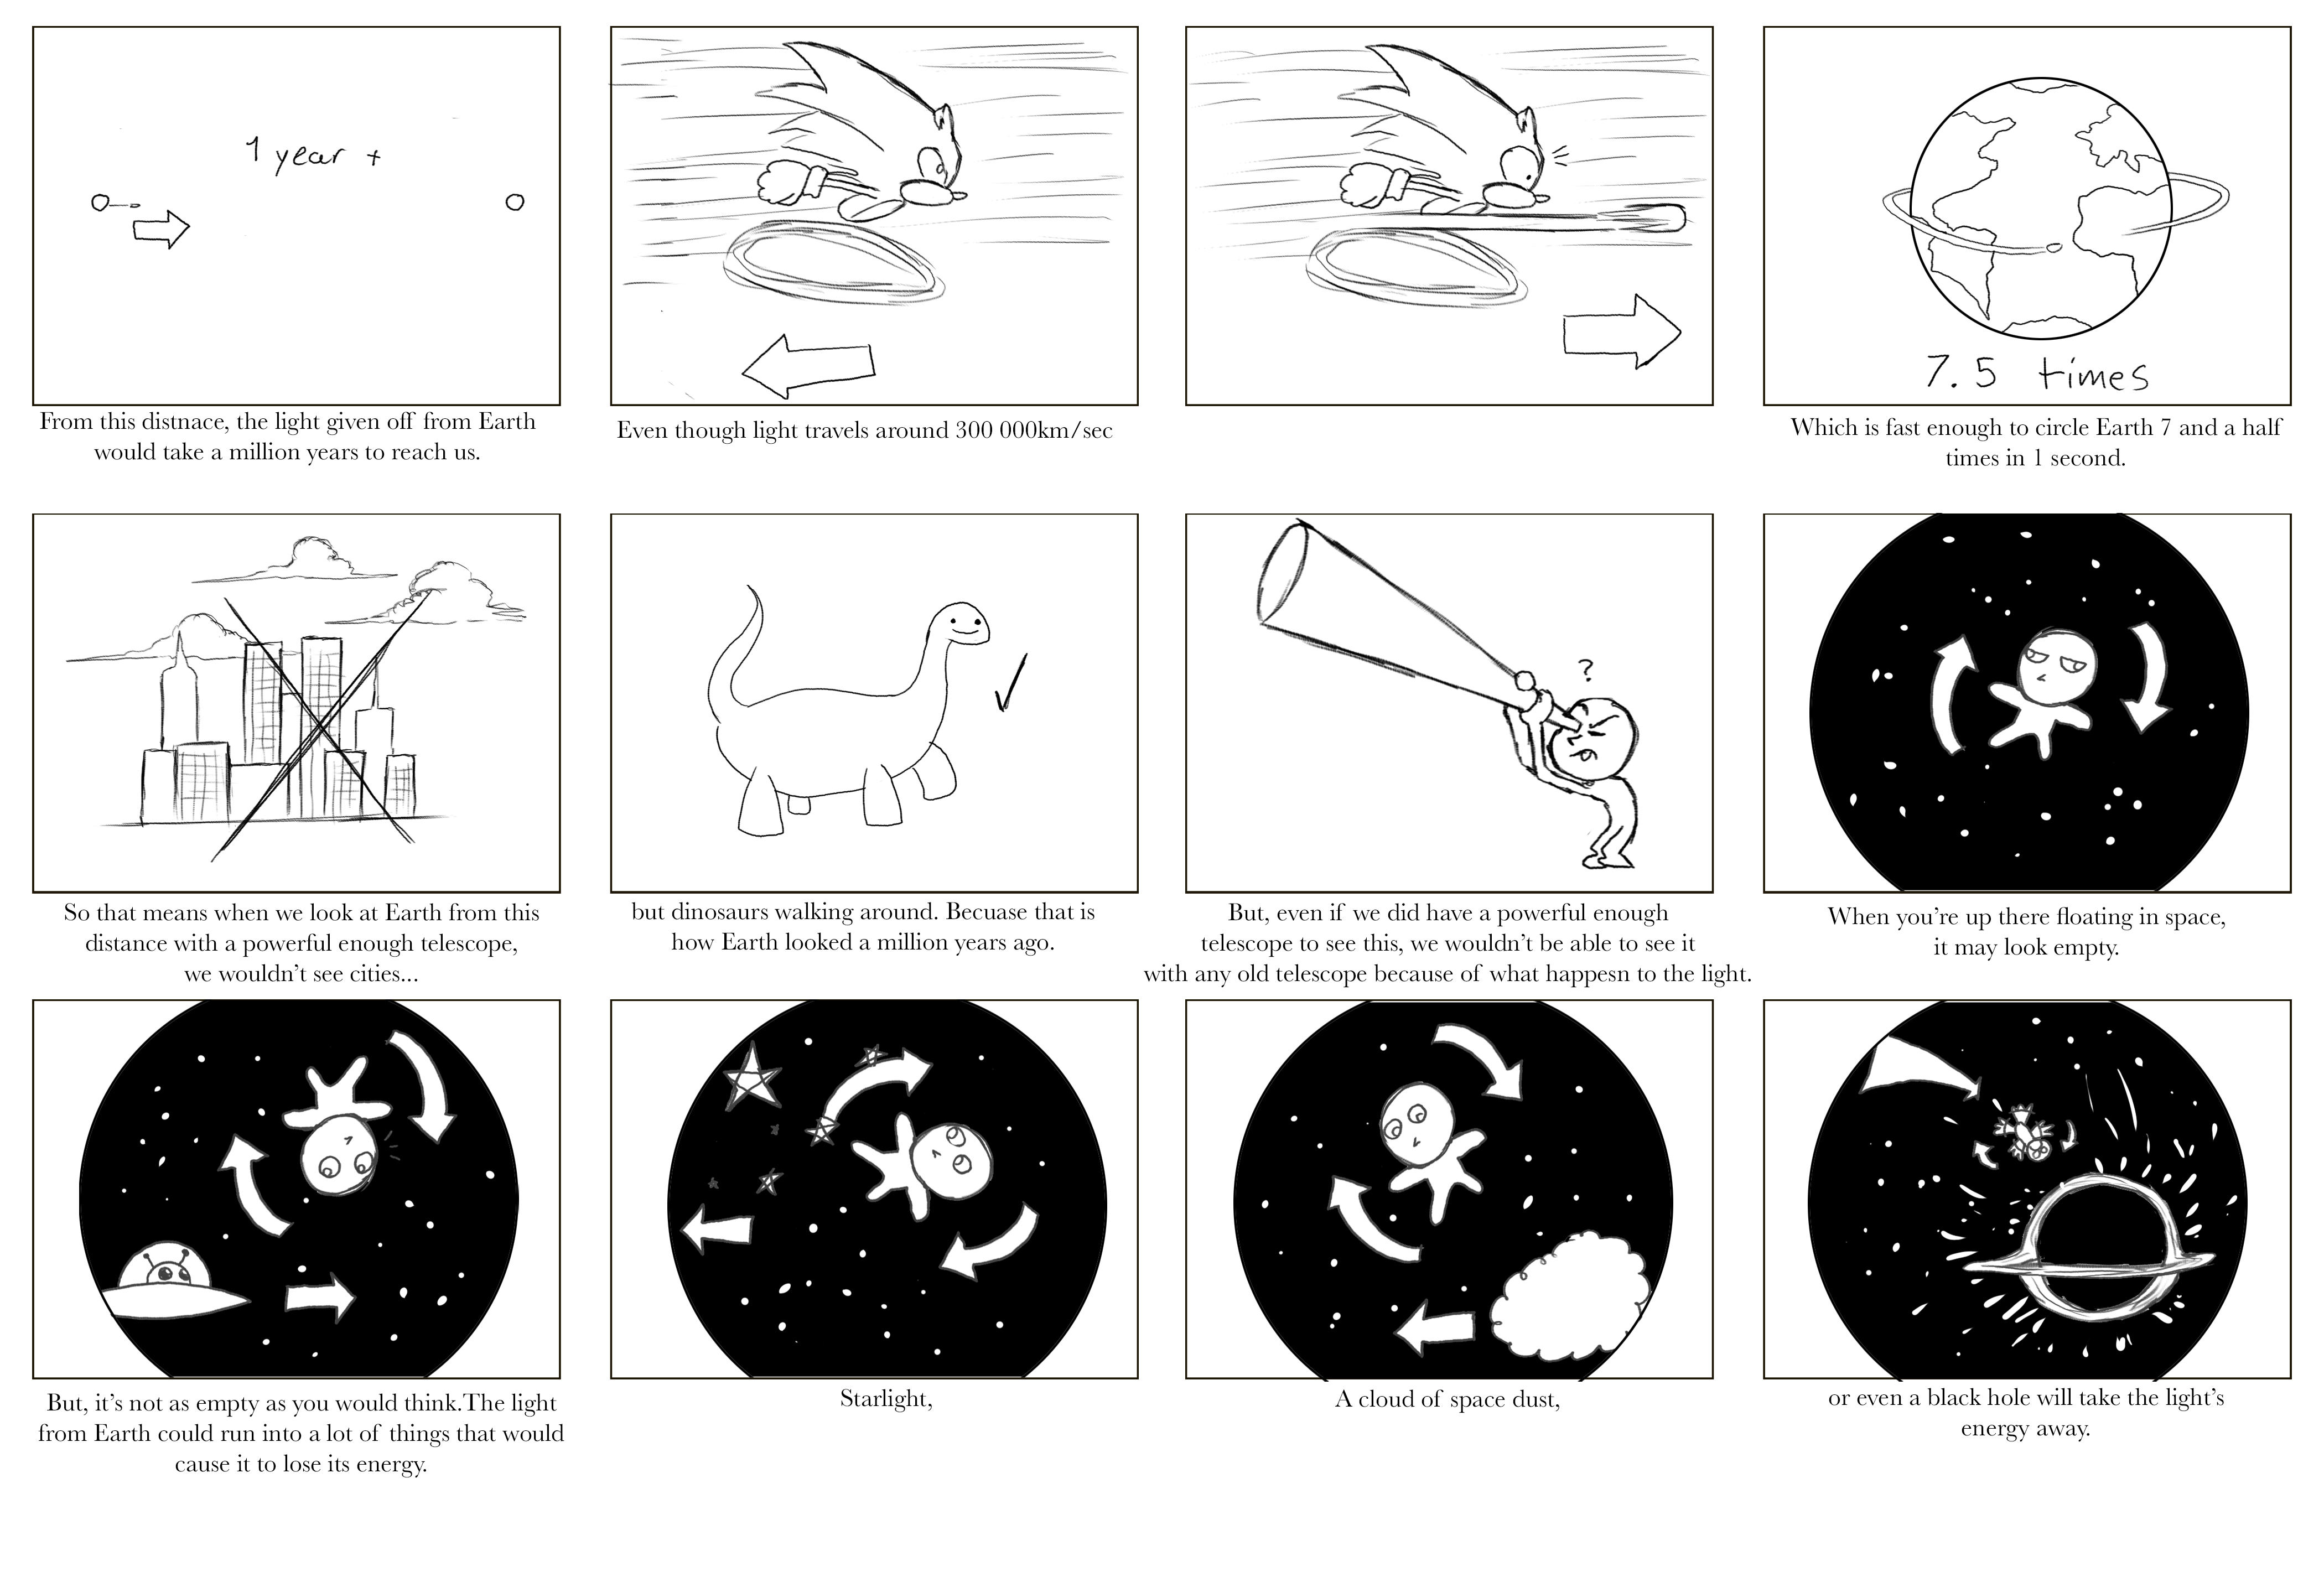 1 year +
From this distnace, the light given off from Earth
would take a million years to reach us.
Even though light travels around 300 000km/sec
7.5 times
Which is fast enough to circle Earth 7 and a half
times in 1 second.
So that means when we look at Earth from this
distance with a powerful enough telescope,
we wouldn't see cities...
but dinosaurs walking around. Becuase that is
how Earth looked a million years ago.
?
But, even if we did have a powerful enough
telescope to see this, we wouldn't be able to see it
with any old telescope because of what happesn to the light.
When you're up there floating in space,
it may look empty.
But, it's not as empty as you would think.The light
from Earth could run into a lot of things that would
cause it to lose its energy.
Starlight,
A cloud of space dust,
or even a black hole will take the light's
energy away.